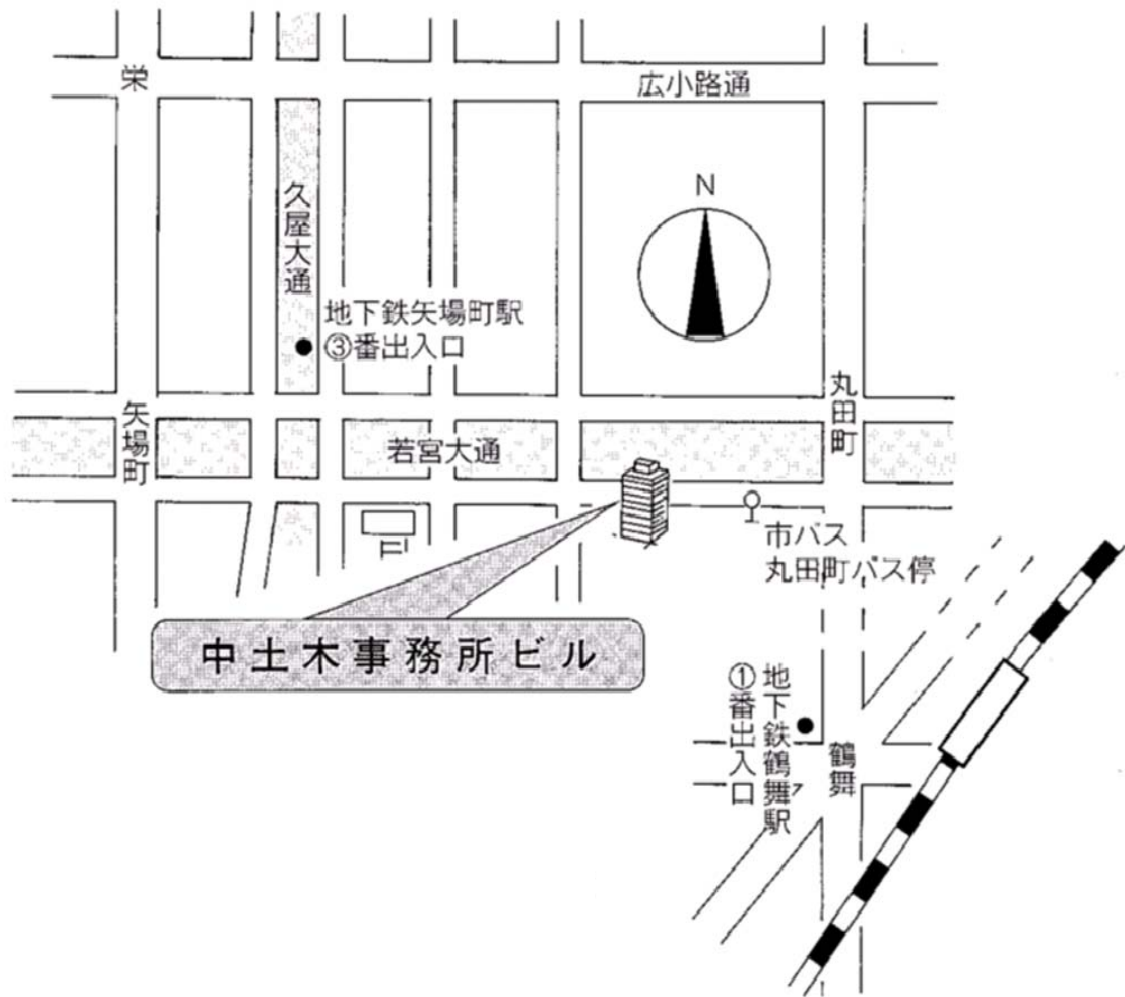 栄
広小路通
久屋大通
N
地下鉄矢場町駅
③番出入口
矢場町
丸田町
若宮大通
市バス
丸田町バス停
中土木事務所ビル
地下鉄鶴舞駅
①番出入口
鶴舞